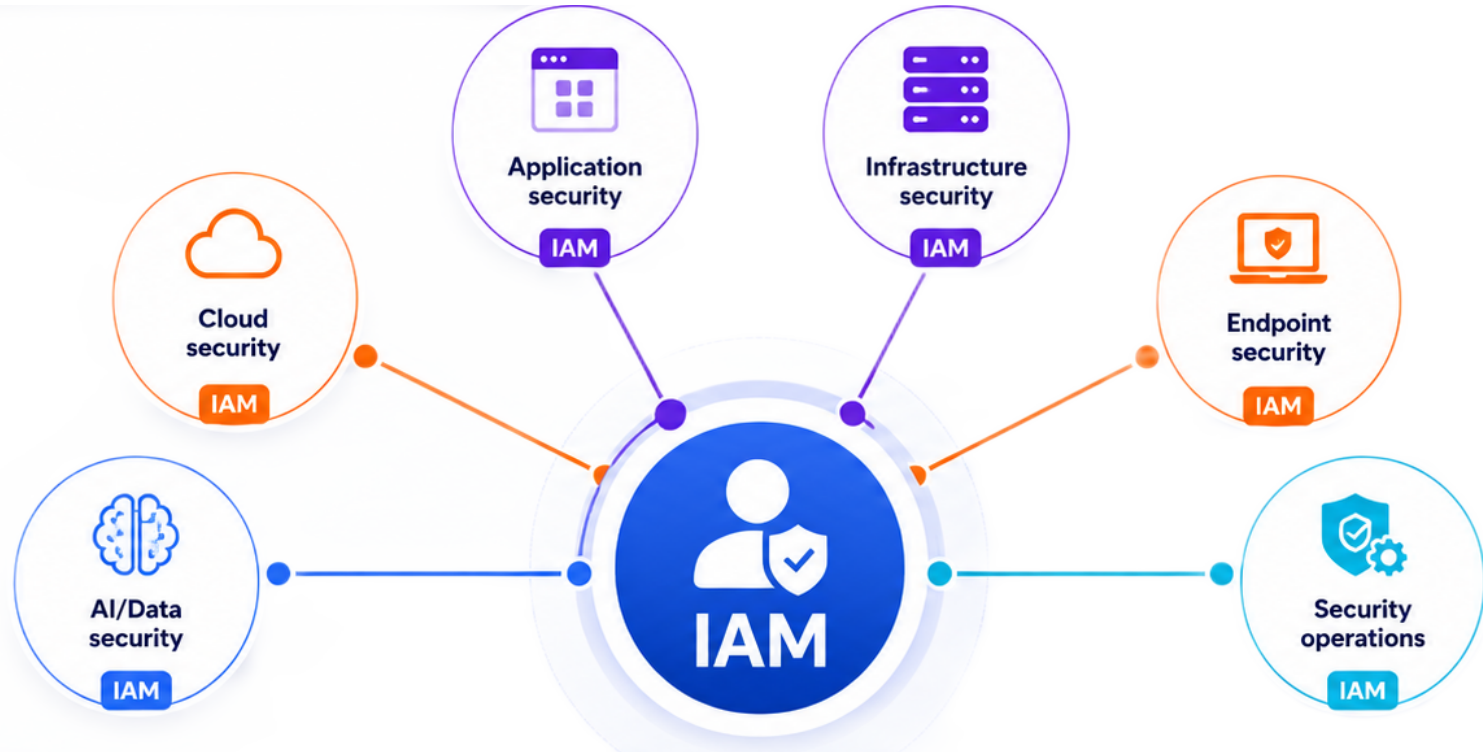 Application
security
IAM
Infrastructure
security
IAM
Cloud
security
IAM
Endpoint
security
IAM
AI/Data
security
IAM
IAM
Security
operations
IAM